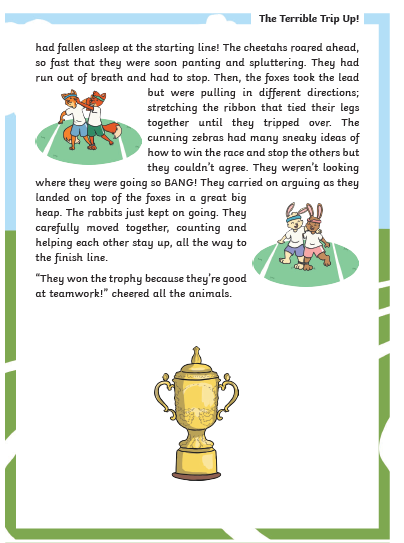 The Terrible Trip Up!
had fallen asleep at the starting line! The cheetahs roared ahead,
so fast that they were soon panting and spluttering. They had
run out of breath and had to stop. Then, the foxes took the lead
but were pulling in different directions;
stretching the ribbon that tied their legs
together until they tripped over. The
cunning zebras had many sneaky ideas of
how to win the race and stop the others but
they couldn't agree. They weren't looking
where they were going so BANG! They carried on arguing as they
landed on top of the foxes in a great big
heap. The rabbits just kept on going. They
carefully moved together, counting and
helping each other stay up, all the way to
the finish line.
“They won the trophy because they're good
at teamwork!” cheered all the animals.